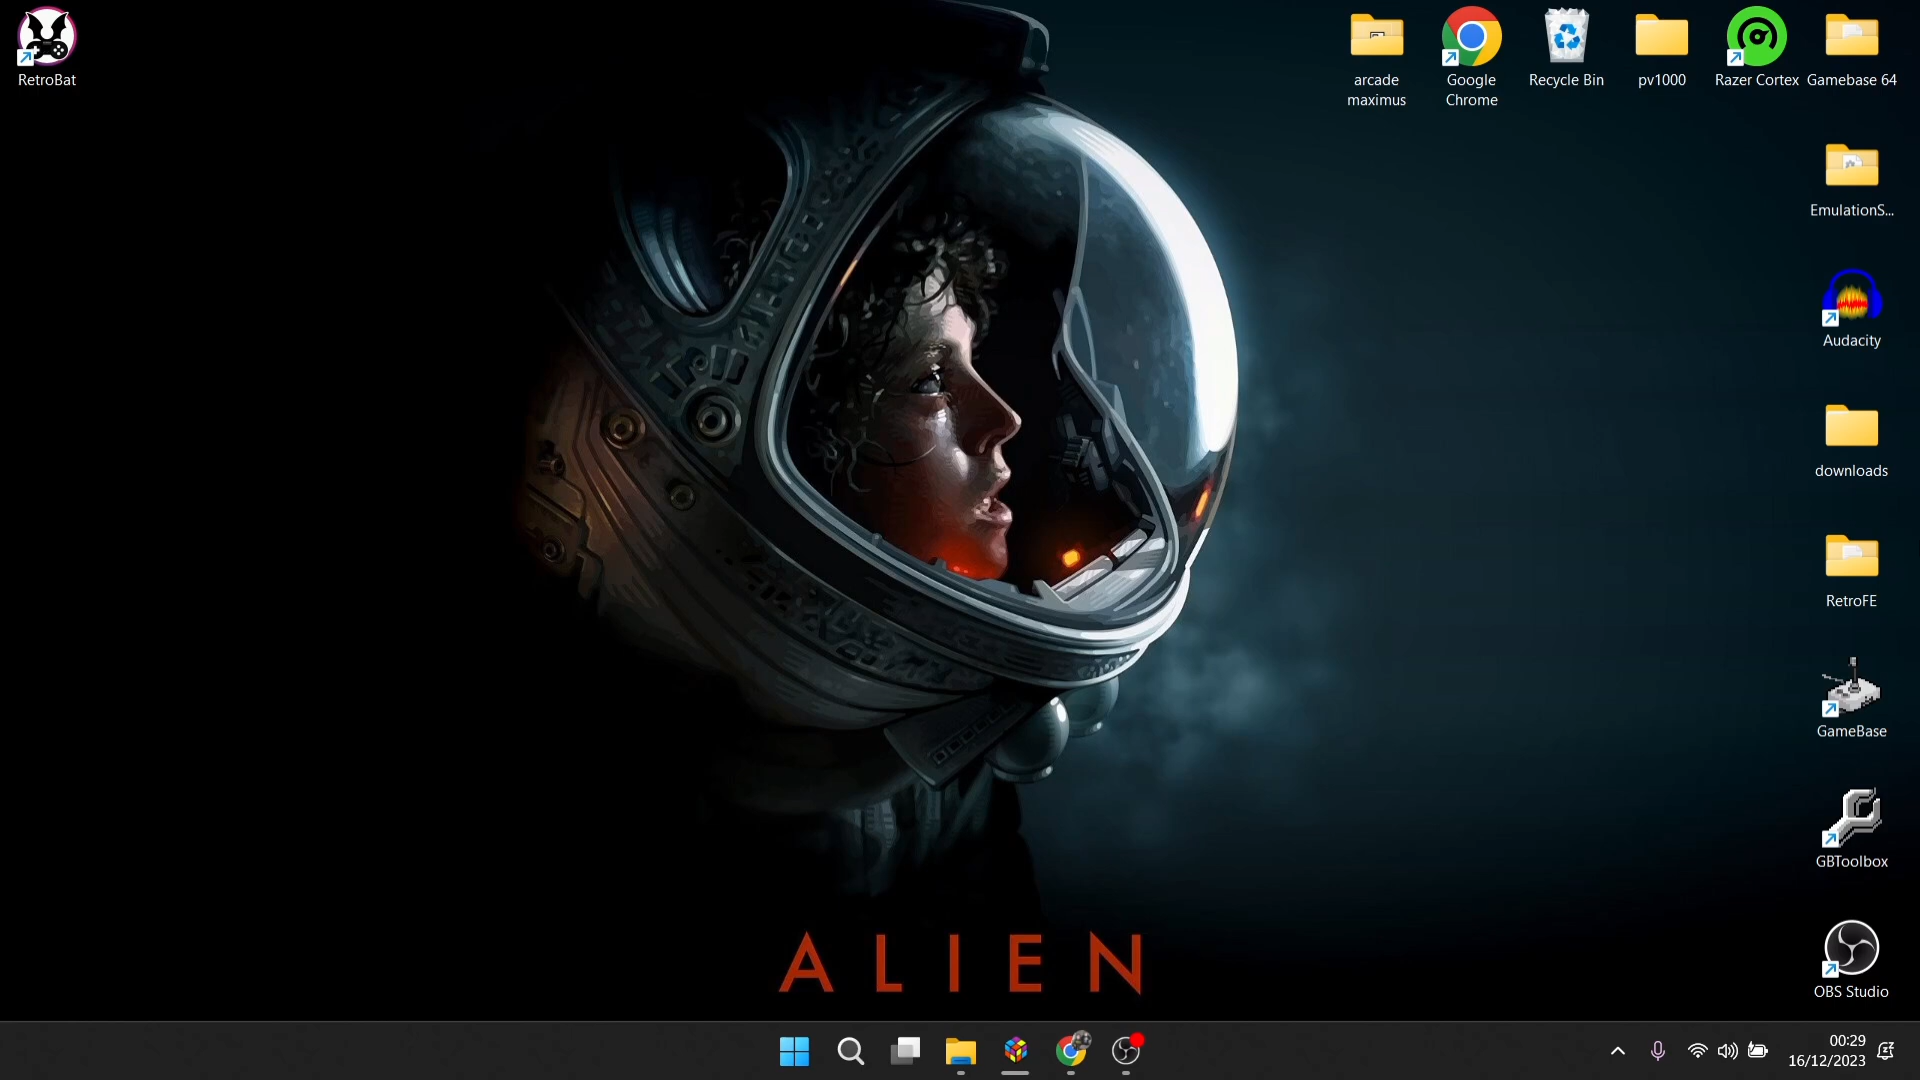 RetroBat
arcade
maximus
Google
Chrome
Recycle Bin
pv1000
Razer Cortex
Gamebase 64
EmulationS...
Audacity
downloads
RetroFE
GameBase
GBToolbox
OBS Studio
ALIEN
00:29
16/12/2023